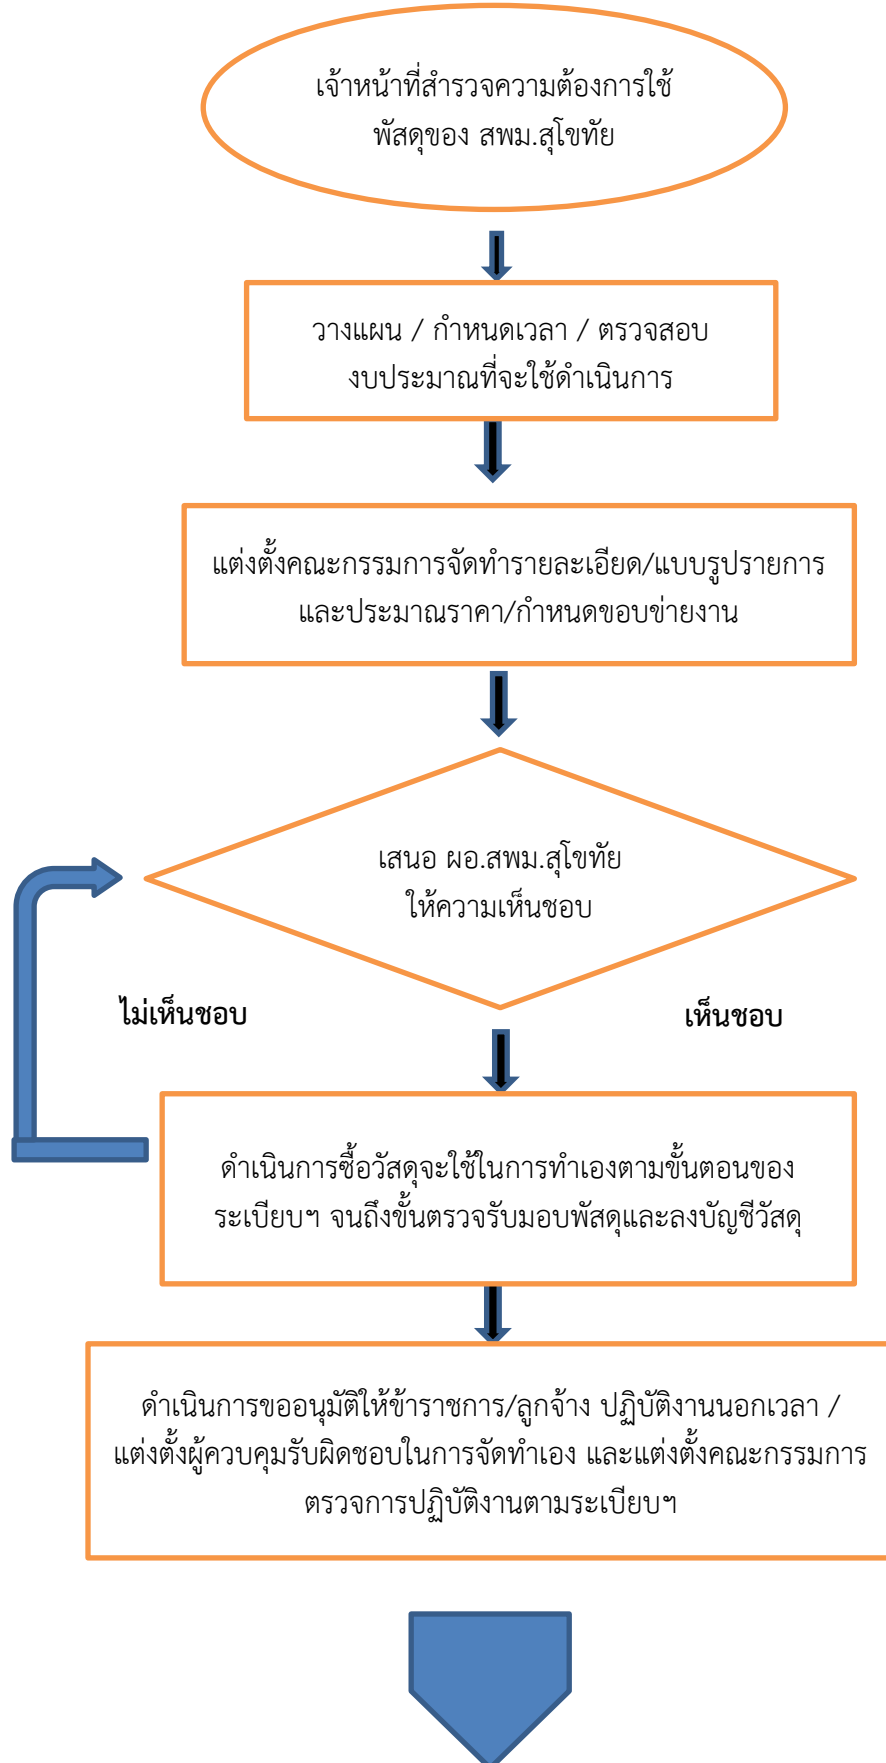 เจ้าหน้าที่สำรวจความต้องการใช้
พัสดุของ สพม.สุโขทัย
วางแผน / กำหนดเวลา / ตรวจสอบ
งบประมาณที่จะใช้ดำเนินการ
แต่งตั้งคณะกรรมการจัดทำรายละเอียด/แบบรูปรายการ
และประมาณราคา/กำหนดขอบข่ายงาน
เสนอ ผอ.สพม.สุโขทัย
ให้ความเห็นชอบ
ไม่เห็นชอบ
เห็นชอบ
ดำเนินการซื้อวัสดุจะใช้ในการทำเองตามขั้นตอนของ
ระเบียบฯ จนถึงขั้นตรวจรับมอบพัสดุและลงบัญชีวัสดุ
ดำเนินการขออนุมัติให้ข้าราชการ/ลูกจ้าง ปฏิบัติงานนอกเวลา /
แต่งตั้งผู้ควบคุมรับผิดชอบในการจัดทำเอง และแต่งตั้งคณะกรรมการ
ตรวจการปฏิบัติงานตามระเบียบฯ